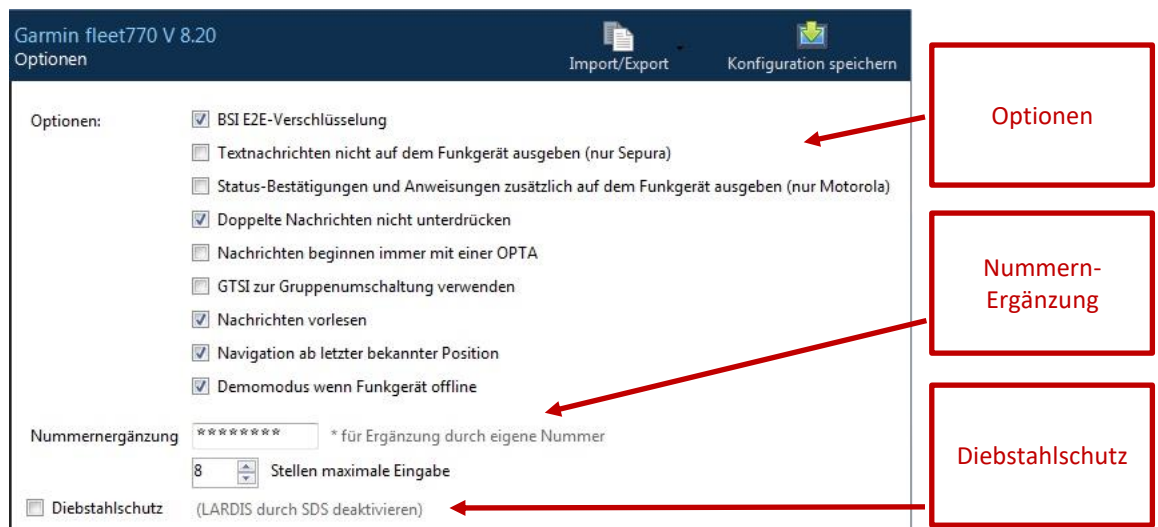 Garmin fleet770 V 8.20
Optionen
Import/Export
Konfiguration speichern
Optionen:
BSI E2E-Verschlüsselung
Textnachrichten nicht auf dem Funkgerät ausgeben (nur Sepura)
Status-Bestätigungen und Anweisungen zusätzlich auf dem Funkgerät ausgeben (nur Motorola)
Doppelte Nachrichten nicht unterdrücken
Nachrichten beginnen immer mit einer OPTA
GTSI zur Gruppenumschaltung verwenden
Nachrichten vorlesen
Navigation ab letzter bekannter Position
Demomodus wenn Funkgerät offline
Nummernergänzung ******** * für Ergänzung durch eigene Nummer
8 Stellen maximale Eingabe
Diebstahlschutz (LARDIS durch SDS deaktivieren)
Optionen
Nummern-
Ergänzung
Diebstahlschutz